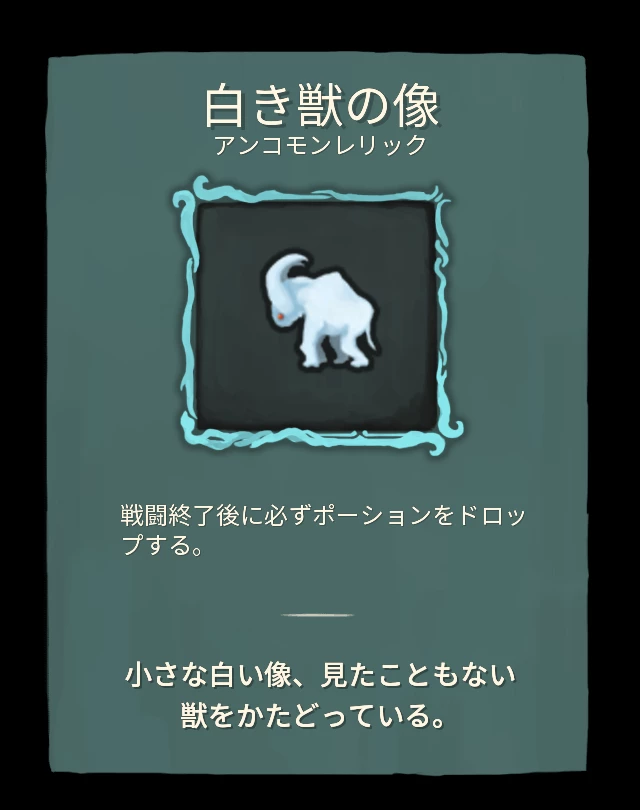 白き獣の像
アンコモンレリック
戦闘終了後に必ずポーションをドロッ
プする。
小さな白い像、見たこともない
獣をかたどっている。